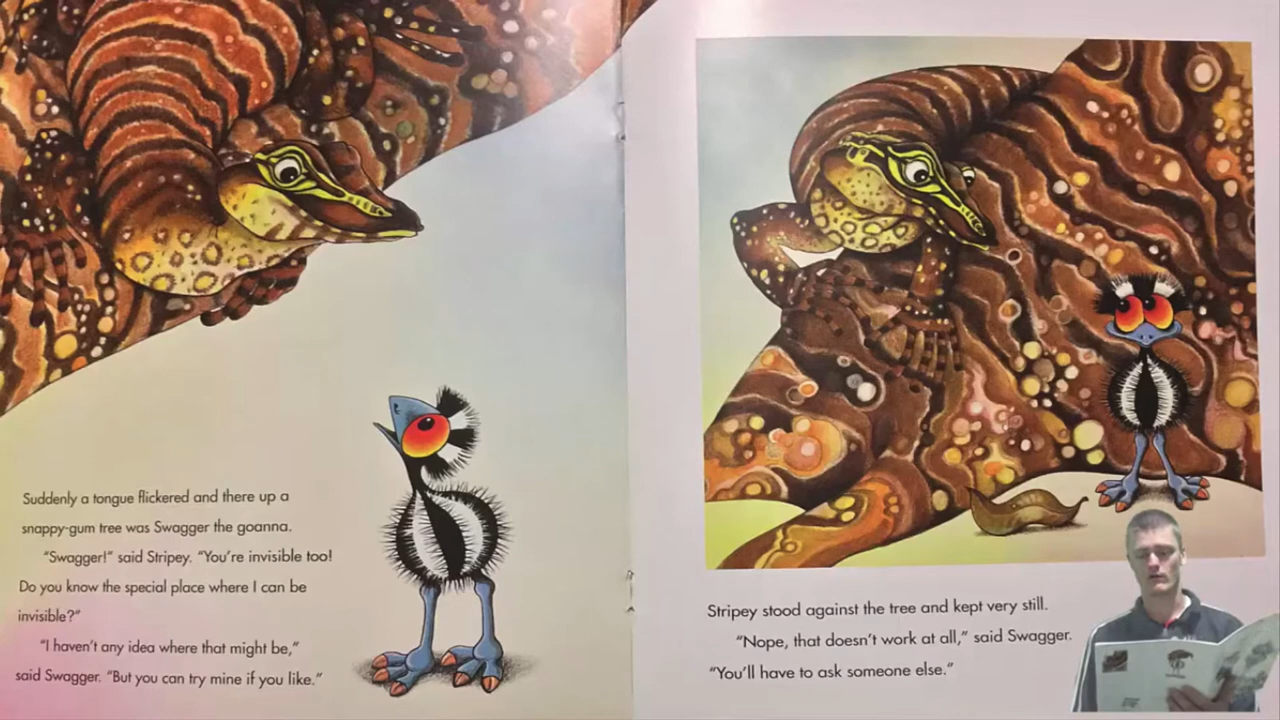 Suddenly a tongue flickered and there up a
snappy-gum tree was Swagger the goanna.
"Swagger!" said Stripey. "You're invisible too!
Do you know the special place where I can be
invisible?"
"I haven't any idea where that might be,"
said Swagger. "But you can try mine if you like."
Stripey stood against the tree and kept very still.
"Nope, that doesn't work at all," said Swagger.
"You'll have to ask someone else."